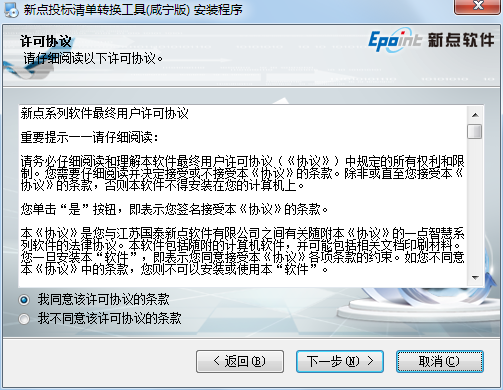 新点投标清单转换工具(咸宁版) 安装程序
许可协议
请仔细阅读以下许可协议。
Epoint 新点软件
新点系列软件最终用户许可协议
重要提示一一请仔细阅读：
请务必仔细阅读和理解本软件最终用户许可协议（《协议》）中规定的所有权利和限
制。您需要仔细阅读并决定接受或不接受本《协议》的条款。除非或直至您接受本《
协议》的条款，否则本软件不得安装在您的计算机上。
您单击“是”按钮，即表示您签名接受本《协议》的条款。
本《协议》是您与江苏国泰新点软件有限公司之间有关随附本《协议》的一点智慧系
列软件的法律协议。本软件包括随附的计算机软件，并可能包括相关文档印刷材料。
您一旦安装本“软件”，即表示您同意接受本《协议》各项条款的约束。如您不同意
本《协议》中的条款，您则不可以安装或使用本“软件”。
我同意该许可协议的条款
我不同意该许可协议的条款
< 返回(B)
下一步(N) >
取消(C)